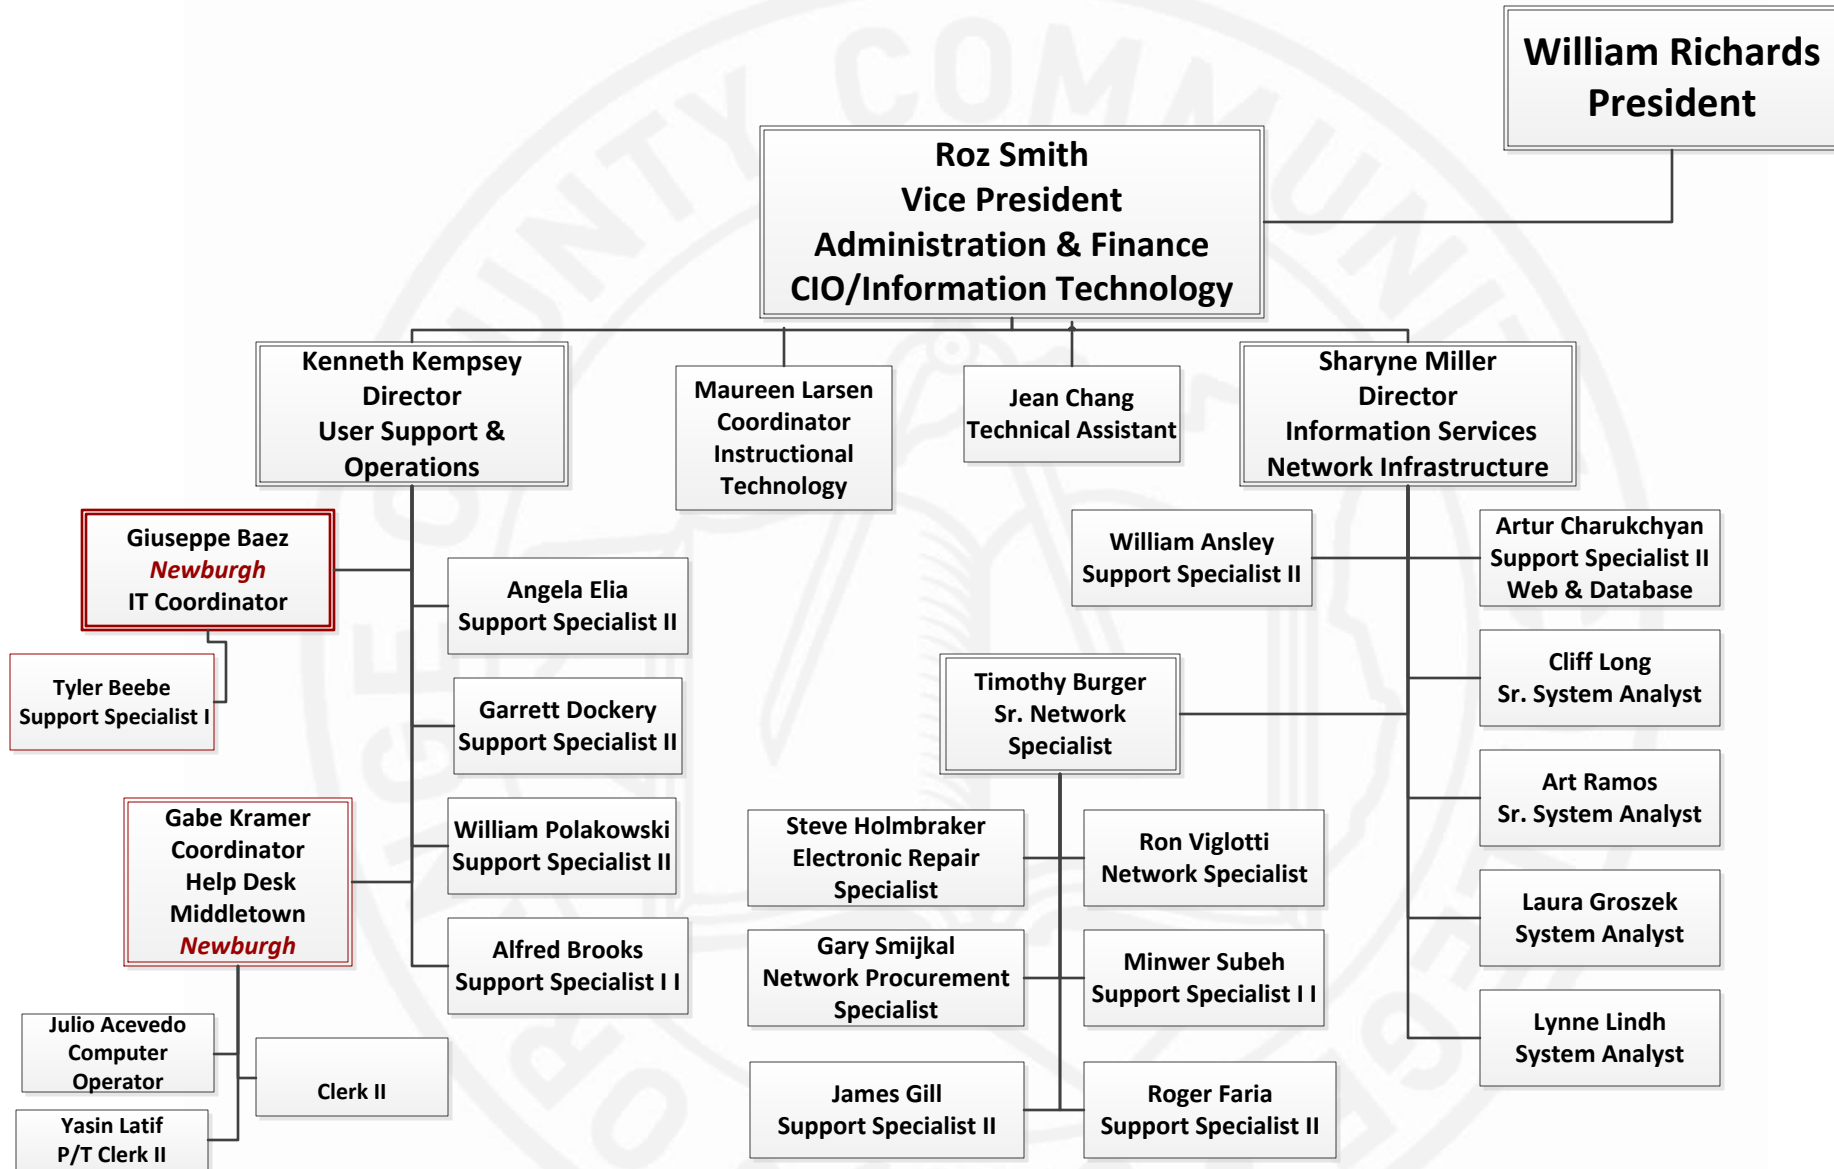 William Richards
President
Roz Smith
Vice President
Administration & Finance
CIO/Information Technology
Kenneth Kempsey
Director
User Support &
Operations
Maureen Larsen
Coordinator
Instructional
Technology
Jean Chang
Technical Assistant
Sharyne Miller
Director
Information Services
Network Infrastructure
Giuseppe Baez
Newburgh
IT Coordinator
Tyler Beebe
Support Specialist I
Angela Elia
Support Specialist II
Garrett Dockery
Support Specialist II
William Polakowski
Support Specialist II
Alfred Brooks
Support Specialist I I
Gabe Kramer
Coordinator
Help Desk
Middletown
Newburgh
Julio Acevedo
Computer
Operator
Clerk II
Yasin Latif
P/T Clerk II
William Ansley
Support Specialist II
Artur Charukchyan
Support Specialist II
Web & Database
Cliff Long
Sr. System Analyst
Timothy Burger
Sr. Network
Specialist
Art Ramos
Sr. System Analyst
Laura Groszek
System Analyst
Lynne Lindh
System Analyst
Steve Holmbraker
Electronic Repair
Specialist
Ron Viglotti
Network Specialist
Gary Smijkal
Network Procurement
Specialist
Minwer Subeh
Support Specialist I I
James Gill
Support Specialist II
Roger Faria
Support Specialist II